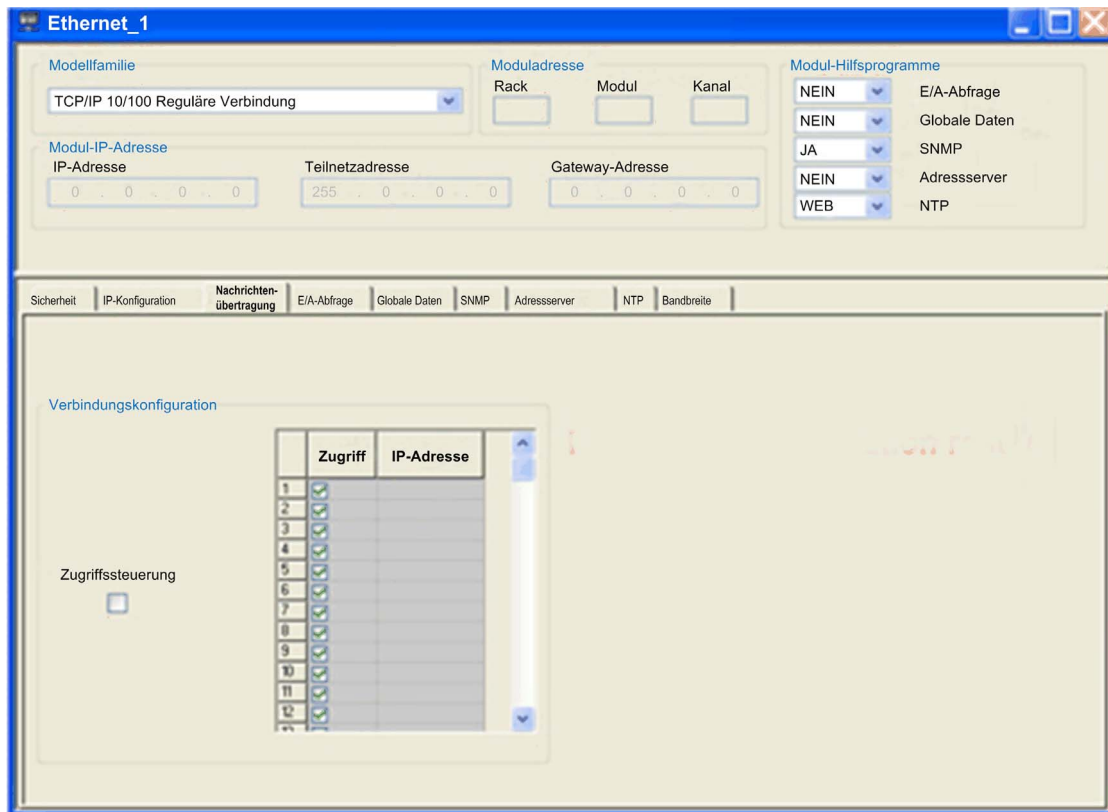 Ethernet_1
Modellfamilie
TCP/IP 10/100 Reguläre Verbindung
Moduladresse
Rack Modul Kanal
Modul-Hilfsprogramme
NEIN E/A-Abfrage
NEIN Globale Daten
JA SNMP
NEIN Adressserver
WEB NTP
Modul-IP-Adresse
IP-Adresse Teilnetzadresse Gateway-Adresse
0 . 0 . 0 . 0 255 . 0 . 0 . 0 0 . 0 . 0 . 0
Sicherheit IP-Konfiguration Nachrichten-
übertragung E/A-Abfrage Globale Daten SNMP Adressserver NTP Bandbreite
Verbindungskonfiguration
Zugriff IP-Adresse
1
2
3
4
5
6
7
8
9
10
11
12
Zugriffssteuerung